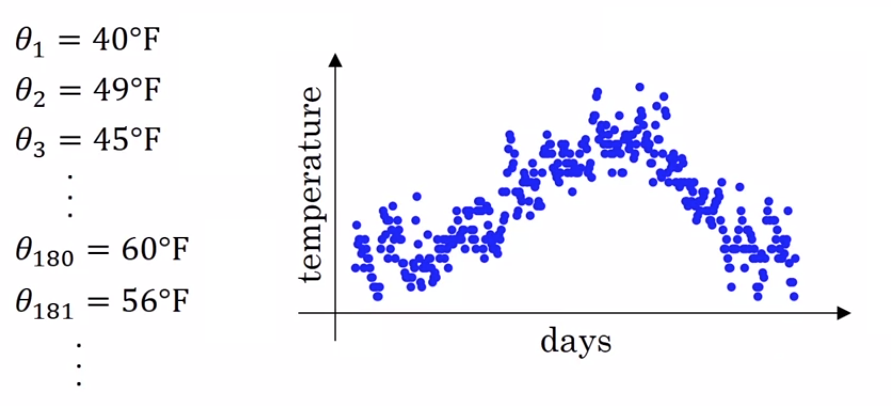 θ₁ = 40°F
θ₂ = 49°F
θ₃ = 45°F
⋮
θ₁₈₀ = 60°F
θ₁₈₁ = 56°F
⋮
temperature
days